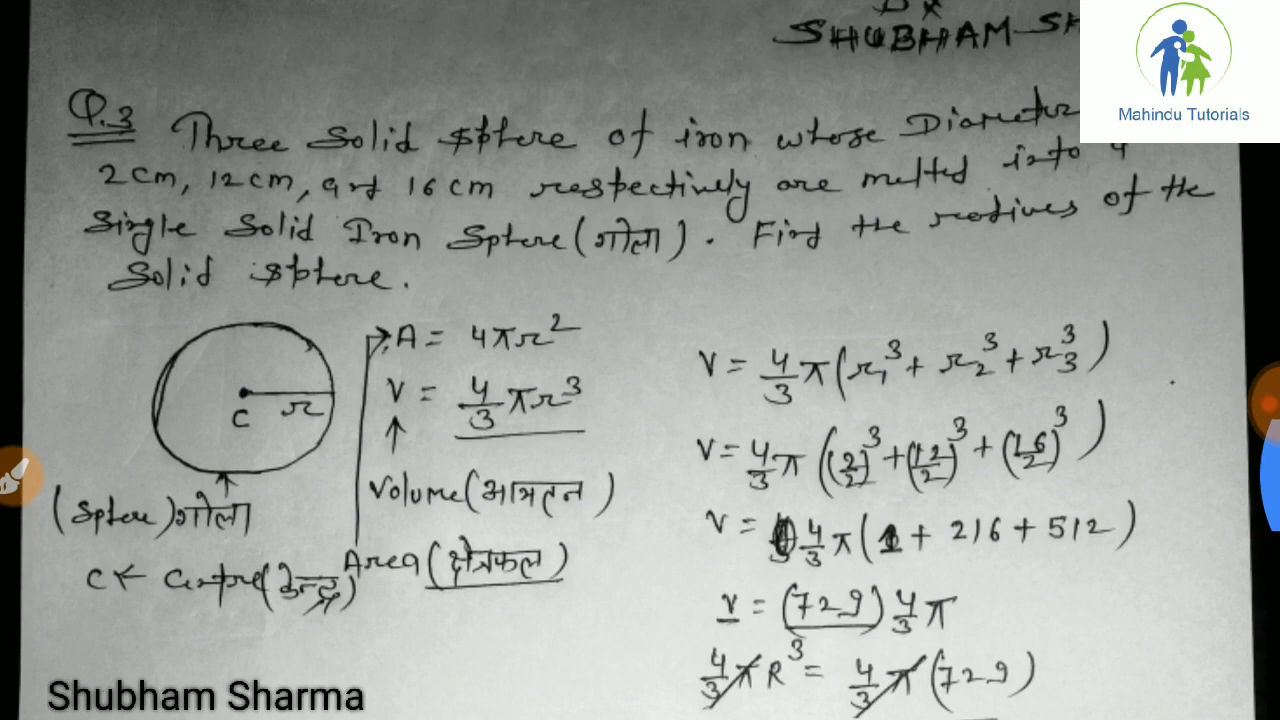 SHUBHAM SH
Mahindu Tutorials
Q.3 Three Solid Sphere of iron whose Diameter
2cm, 12cm, and 16cm respectively are melted into a
Single Solid Iron Sphere (गोला). Find the radius of the
Solid Sphere.
A = 4πr²
V = 4/3 πr³
C
r
Volume (आयतन)
(Sphere) गोला
Area (क्षेत्रफल)
C ← Centre (केन्द्र)
V = 4/3 π (r₁³ + r₂³ + r₃³)
V = 4/3 π ((2/2)³ + (12/2)³ + (16/2)³)
V = 4/3 π (1 + 216 + 512)
V = (729) 4/3 π
4/3 π R³ = 4/3 π (729)
Shubham Sharma